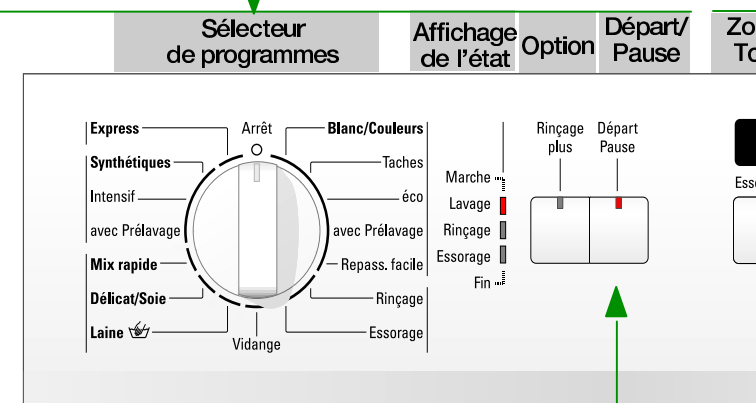 Sélecteur
de programmes
Affichage
de l'état
Option
Départ/
Pause
Express
Arrêt
Blanc/Couleurs
Synthétiques
Taches
Intensif
éco
avec Prélavage
avec Prélavage
Mix rapide
Repass. facile
Délicat/Soie
Rinçage
Laine
Vidange
Essorage
Marche
Lavage
Rinçage
Essorage
Fin
Rinçage
plus
Départ
Pause